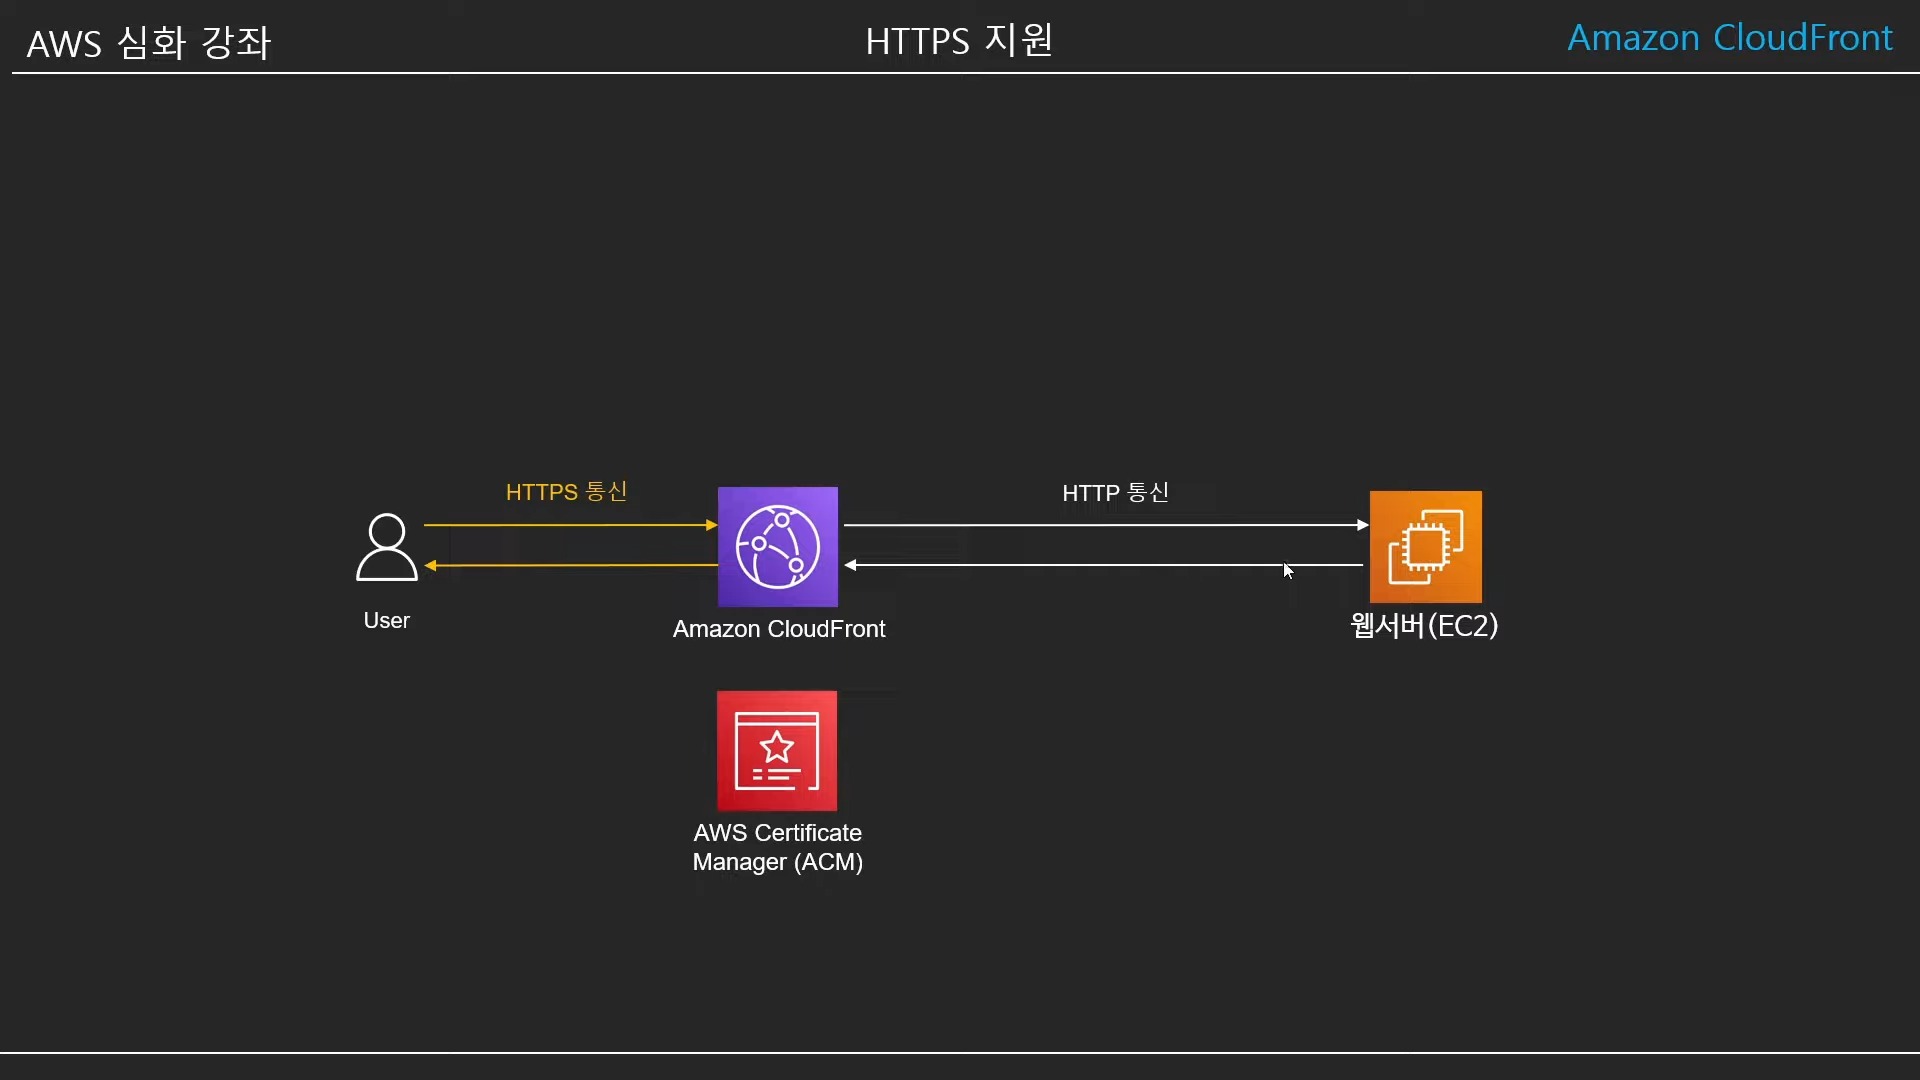 AWS 심화 강좌
HTTPS 지원
Amazon CloudFront
HTTPS 통신
HTTP 통신
User
Amazon CloudFront
웹서버(EC2)
AWS Certificate
Manager (ACM)